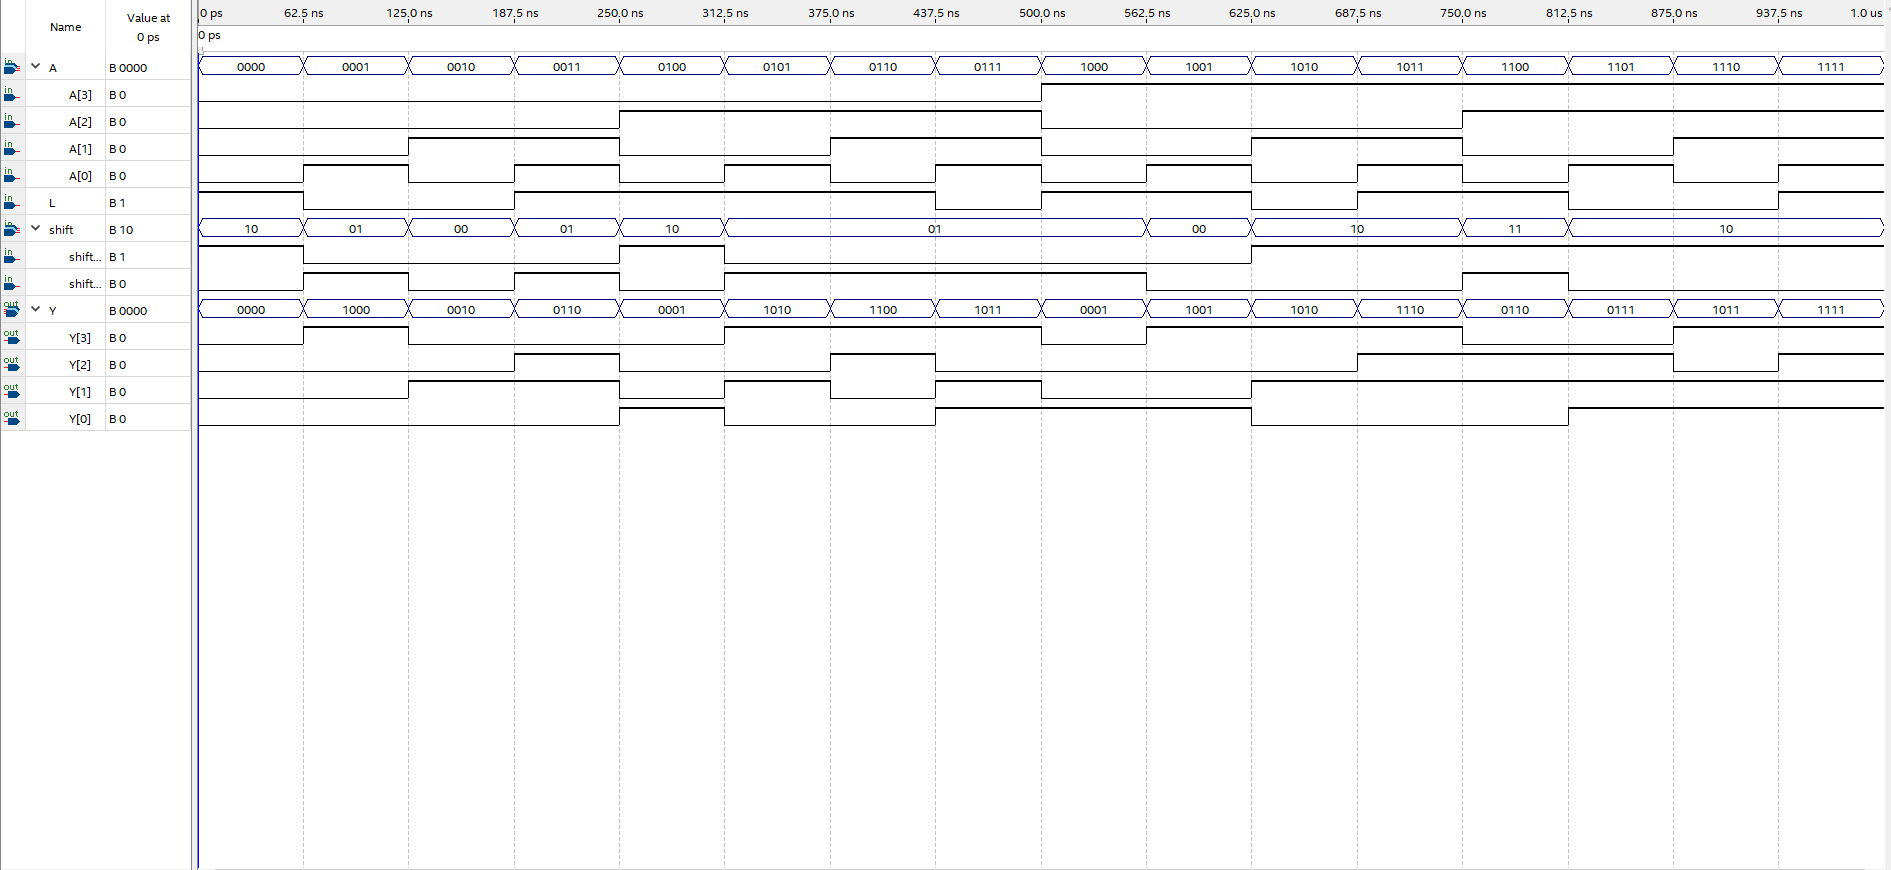 Name Value at 0 ps
0 ps 62.5 ns 125.0 ns 187.5 ns 250.0 ns 312.5 ns 375.0 ns 437.5 ns 500.0 ns 562.5 ns 625.0 ns 687.5 ns 750.0 ns 812.5 ns 875.0 ns 937.5 ns 1.0 us
0 ps
in A B 0000 0000 0001 0010 0011 0100 0101 0110 0111 1000 1001 1010 1011 1100 1101 1110 1111
in A[3] B 0
in A[2] B 0
in A[1] B 0
in A[0] B 0
in L B 1
in shift B 10 10 01 00 01 10 01 00 10 11 10
in shift... B 1
in shift... B 0
out Y B 0000 0000 1000 0010 0110 0001 1010 1100 1011 0001 1001 1010 1110 0110 0111 1011 1111
out Y[3] B 0
out Y[2] B 0
out Y[1] B 0
out Y[0] B 0